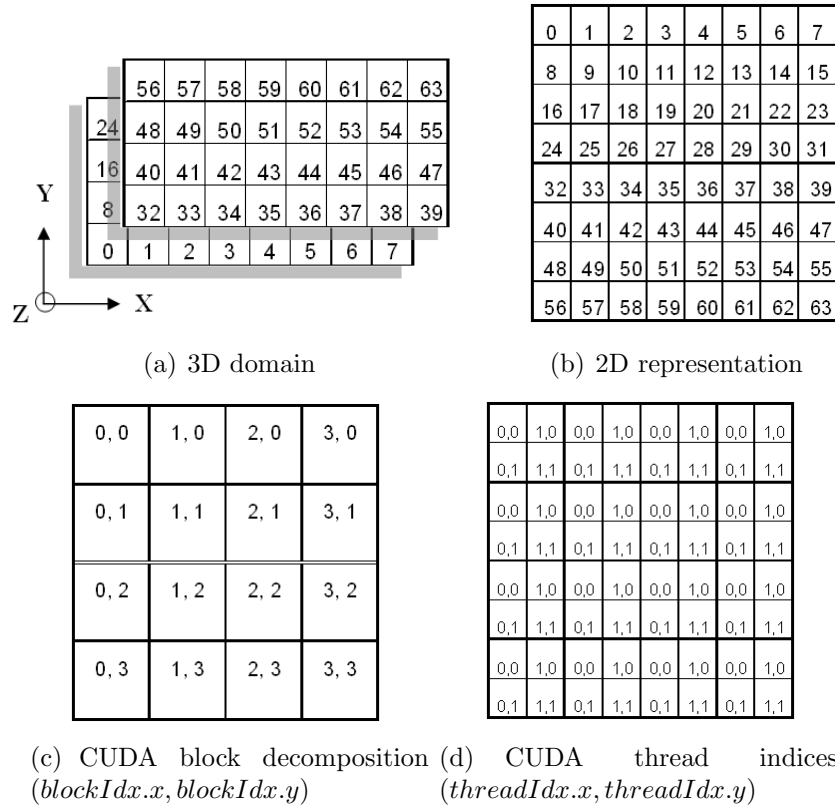 56 57 58 59 60 61 62 63
24 48 49 50 51 52 53 54 55
16 40 41 42 43 44 45 46 47
8 32 33 34 35 36 37 38 39
0 1 2 3 4 5 6 7
Y
Z
X
(a) 3D domain
0 1 2 3 4 5 6 7
8 9 10 11 12 13 14 15
16 17 18 19 20 21 22 23
24 25 26 27 28 29 30 31
32 33 34 35 36 37 38 39
40 41 42 43 44 45 46 47
48 49 50 51 52 53 54 55
56 57 58 59 60 61 62 63
(b) 2D representation
0, 0 1, 0 2, 0 3, 0
0, 1 1, 1 2, 1 3, 1
0, 2 1, 2 2, 2 3, 2
0, 3 1, 3 2, 3 3, 3
(c) CUDA block decomposition
(blockIdx.x, blockIdx.y)
0,0 1,0 0,0 1,0 0,0 1,0 0,0 1,0
0,1 1,1 0,1 1,1 0,1 1,1 0,1 1,1
0,0 1,0 0,0 1,0 0,0 1,0 0,0 1,0
0,1 1,1 0,1 1,1 0,1 1,1 0,1 1,1
0,0 1,0 0,0 1,0 0,0 1,0 0,0 1,0
0,1 1,1 0,1 1,1 0,1 1,1 0,1 1,1
0,0 1,0 0,0 1,0 0,0 1,0 0,0 1,0
0,1 1,1 0,1 1,1 0,1 1,1 0,1 1,1
(d) CUDA thread indices
(threadIdx.x, threadIdx.y)